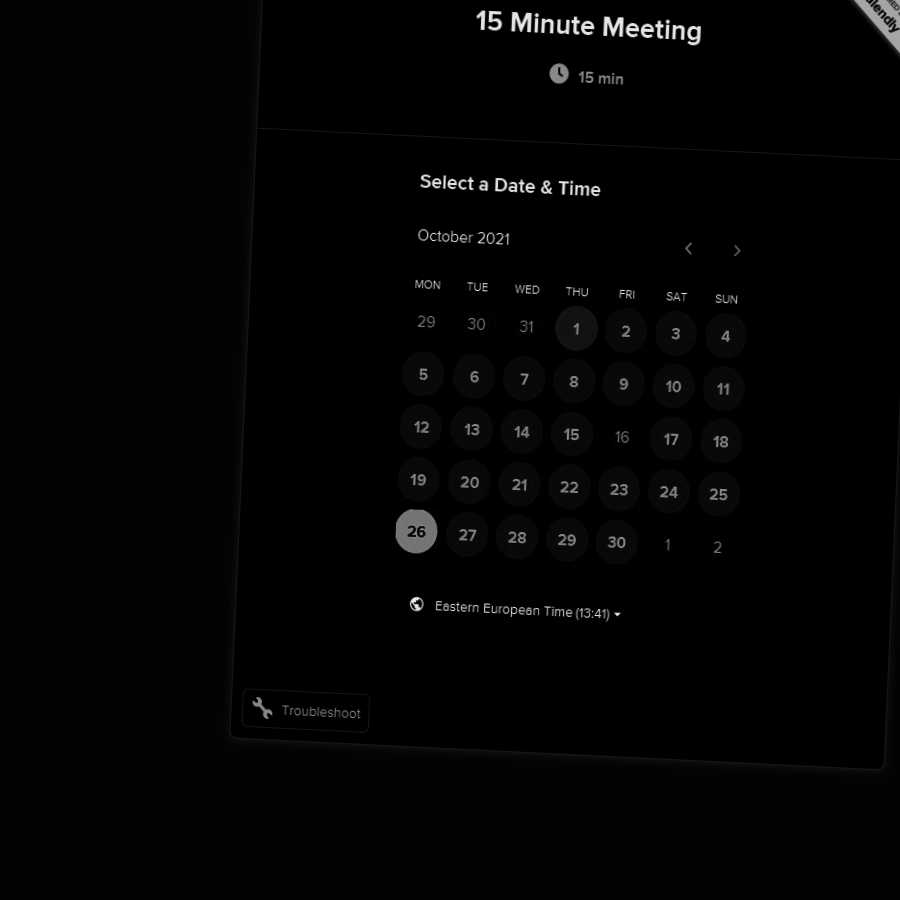 15 Minute Meeting
15 min
Select a Date & Time
October 2021
MON TUE WED THU FRI SAT SUN
29 30 31 1 2 3 4
5 6 7 8 9 10 11
12 13 14 15 16 17 18
19 20 21 22 23 24 25
26 27 28 29 30 1 2
Eastern European Time (13:41)
Troubleshoot